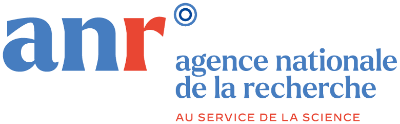 anr
agence nationale
de la recherche
AU SERVICE DE LA SCIENCE